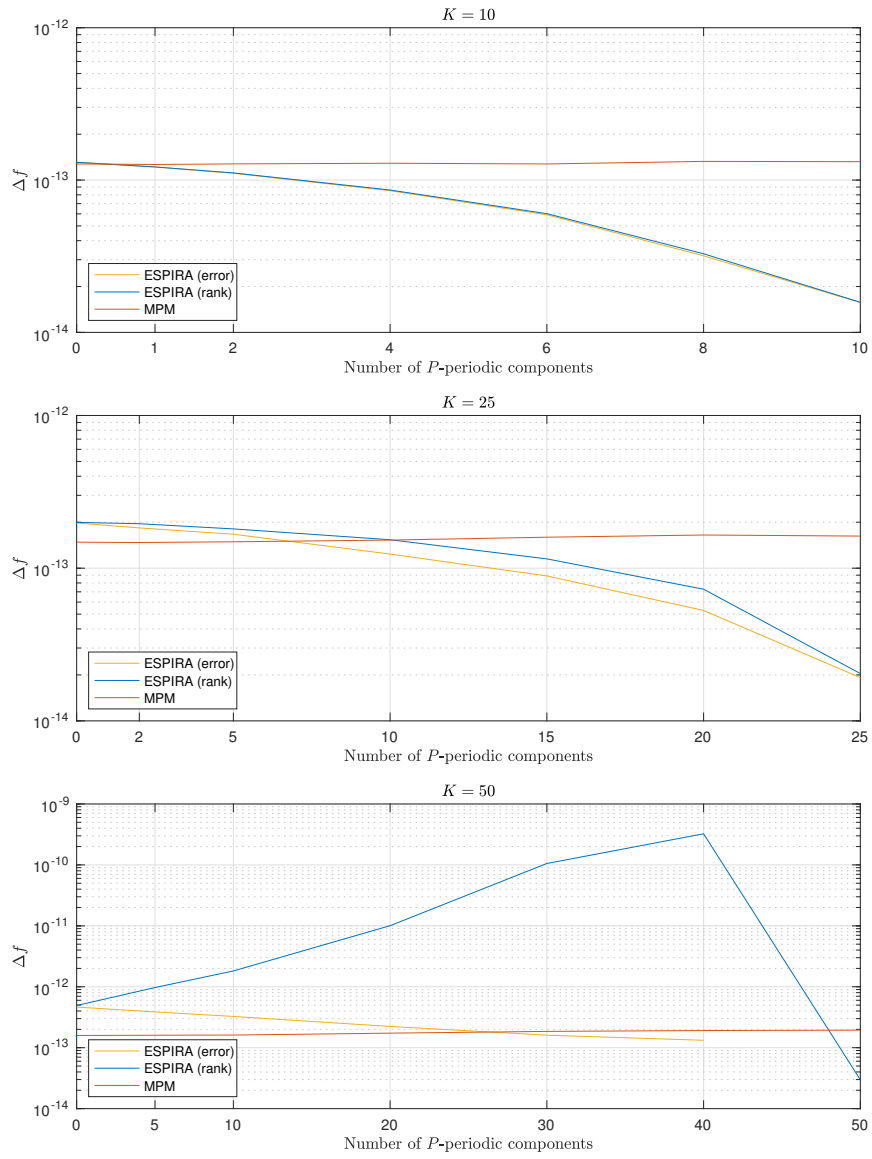 K = 10
10^-12
10^-13
10^-14
Δf
ESPIRA (error)
ESPIRA (rank)
MPM
0 1 2 4 6 8 10
Number of P-periodic components
K = 25
10^-12
10^-13
10^-14
Δf
ESPIRA (error)
ESPIRA (rank)
MPM
0 2 5 10 15 20 25
Number of P-periodic components
K = 50
10^-9
10^-10
10^-11
10^-12
10^-13
10^-14
Δf
ESPIRA (error)
ESPIRA (rank)
MPM
0 5 10 20 30 40 50
Number of P-periodic components